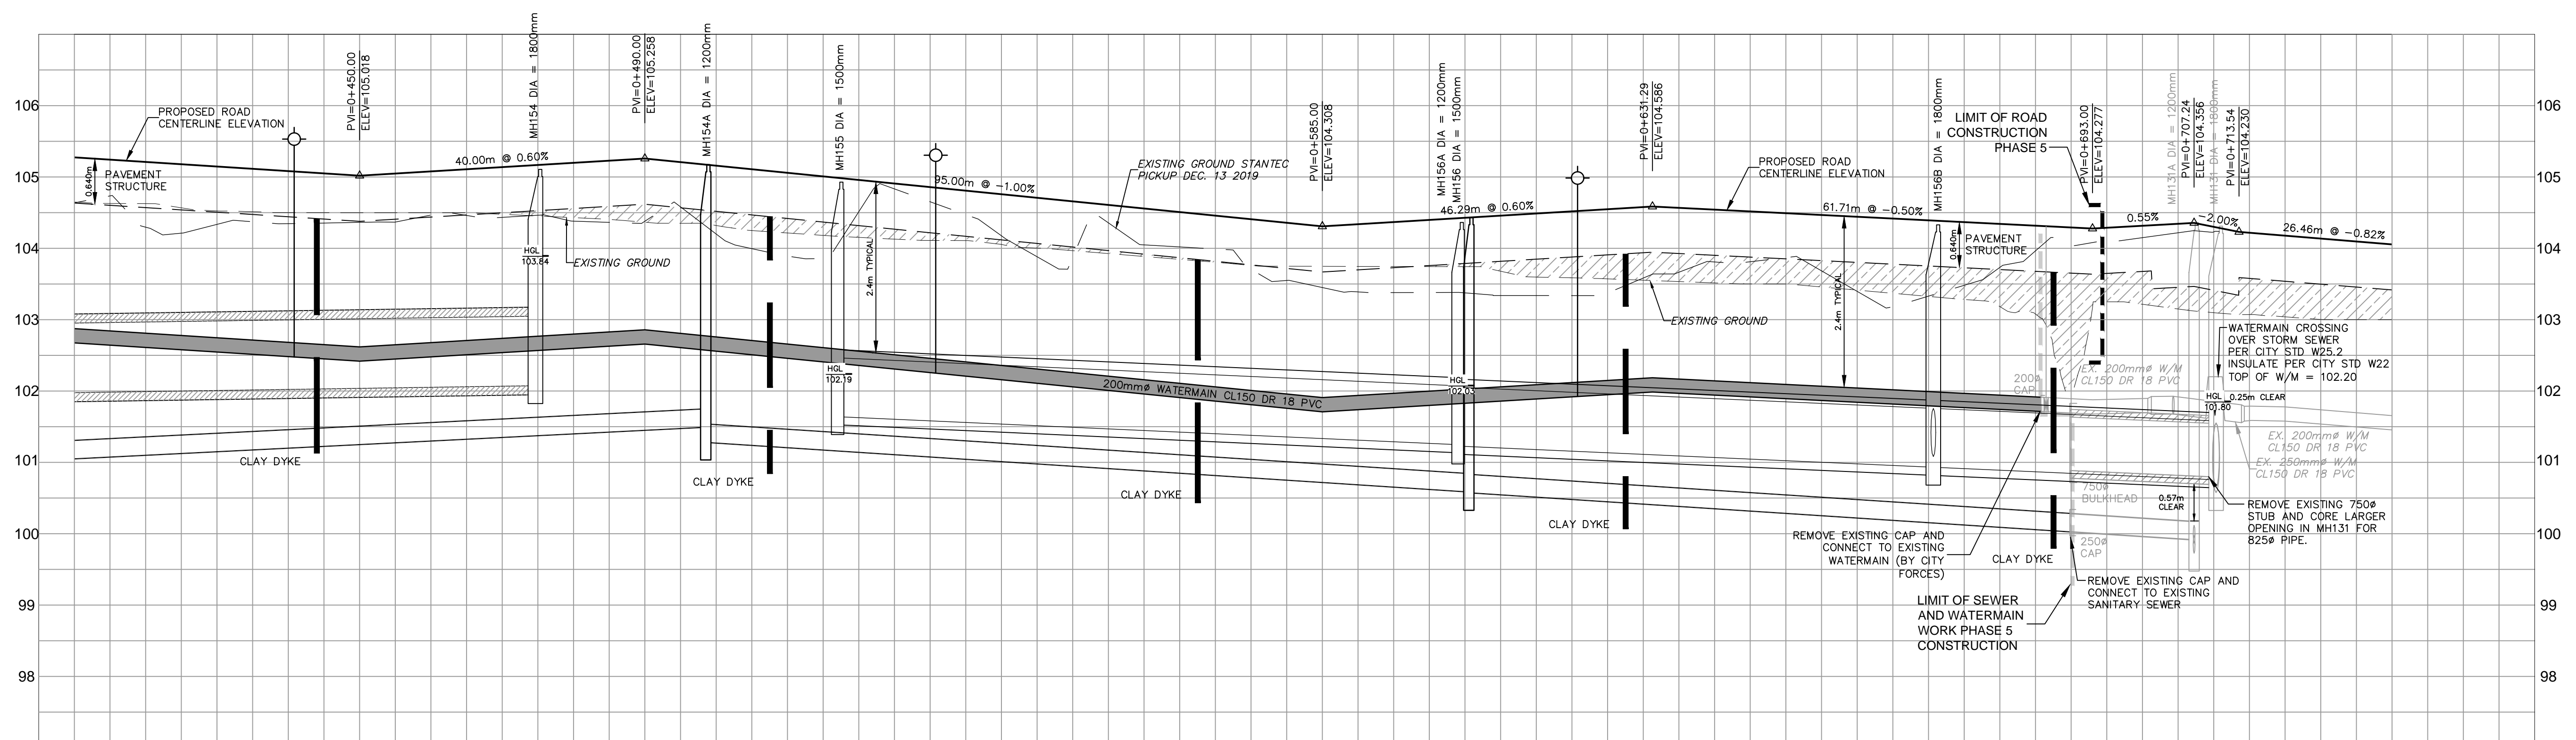 PVI=0+450.00
ELEV=105.018
MH154 DIA = 1800mm
PVI=0+490.00
ELEV=105.258
MH154A DIA = 1200mm
MH155 DIA = 1500mm
PVI=0+585.00
ELEV=104.308
MH156A DIA = 1200mm
MH156 DIA = 1500mm
PVI=0+631.29
ELEV=104.586
MH156B DIA = 1800mm
PVI=0+693.00
ELEV=104.277
MH131A DIA = 1200mm
PVI=0+707.24
ELEV=104.356
MH131 DIA = 1800mm
PVI=0+713.54
ELEV=104.230
106
105
104
103
102
101
100
99
98
PROPOSED ROAD
CENTERLINE ELEVATION
0.640m
PAVEMENT
STRUCTURE
40.00m @ 0.60%
HGL
103.84
EXISTING GROUND
CLAY DYKE
CLAY DYKE
HGL
102.19
2.4m TYPICAL
95.00m @ -1.00%
EXISTING GROUND STANTEC
PICKUP DEC. 13 2019
200mmø WATERMAIN CL150 DR 18 PVC
CLAY DYKE
46.29m @ 0.60%
HGL
102.03
CLAY DYKE
EXISTING GROUND
PROPOSED ROAD
CENTERLINE ELEVATION
2.4m TYPICAL
61.71m @ -0.50%
0.640m
PAVEMENT
STRUCTURE
LIMIT OF ROAD
CONSTRUCTION
PHASE 5
0.55%
-2.00%
26.46m @ -0.82%
WATERMAIN CROSSING
OVER STORM SEWER
PER CITY STD W25.2
INSULATE PER CITY STD W22
TOP OF W/M = 102.20
200ø
CAP
EX. 200mmø W/M
CL150 DR 18 PVC
HGL
101.80
0.25m CLEAR
EX. 200mmø W/M
CL150 DR 18 PVC
EX. 250mmø W/M
CL150 DR 18 PVC
750ø
BULKHEAD
0.57m
CLEAR
REMOVE EXISTING 750ø
STUB AND CORE LARGER
OPENING IN MH131 FOR
825ø PIPE.
250ø
CAP
REMOVE EXISTING CAP AND
CONNECT TO EXISTING
WATERMAIN (BY CITY
FORCES)
CLAY DYKE
REMOVE EXISTING CAP AND
CONNECT TO EXISTING
SANITARY SEWER
LIMIT OF SEWER
AND WATERMAIN
WORK PHASE 5
CONSTRUCTION
106
105
104
103
102
101
100
99
98